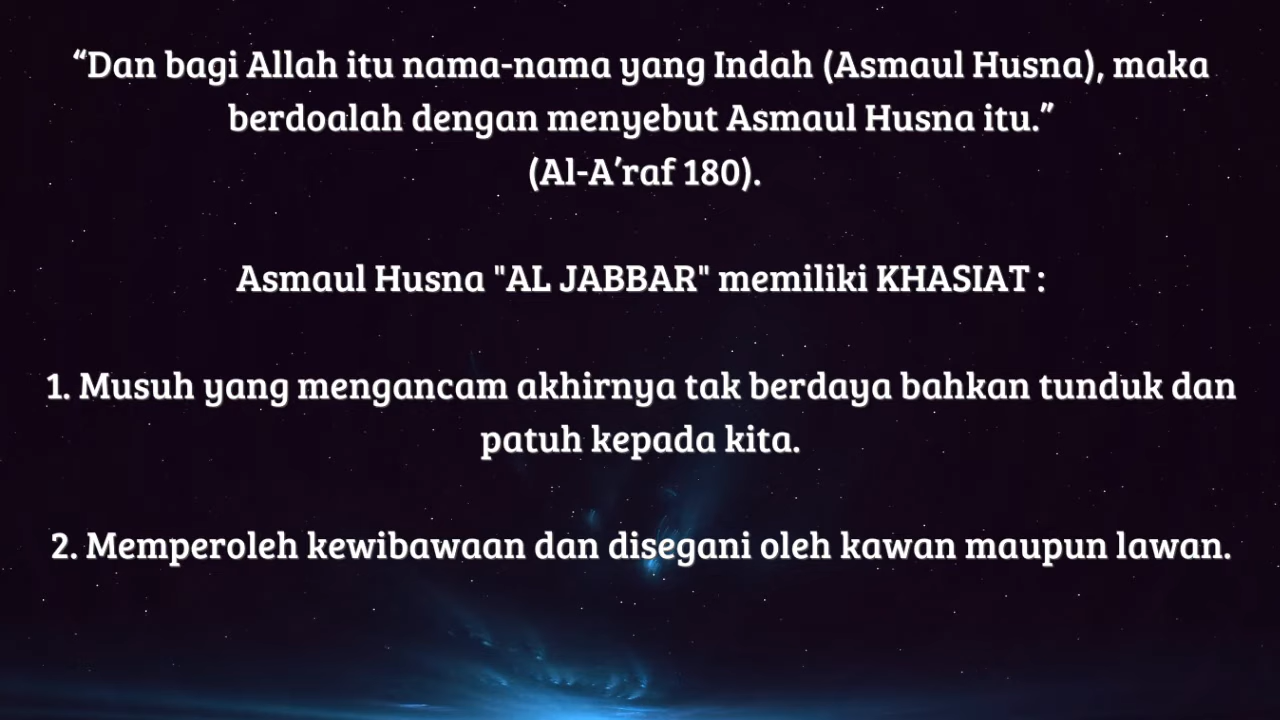 “Dan bagi Allah itu nama-nama yang Indah (Asmaul Husna), maka
berdoalah dengan menyebut Asmaul Husna itu.”
(Al-A’raf 180).
Asmaul Husna "AL JABBAR" memiliki KHASIAT :
1. Musuh yang mengancam akhirnya tak berdaya bahkan tunduk dan
patuh kepada kita.
2. Memperoleh kewibawaan dan disegani oleh kawan maupun lawan.